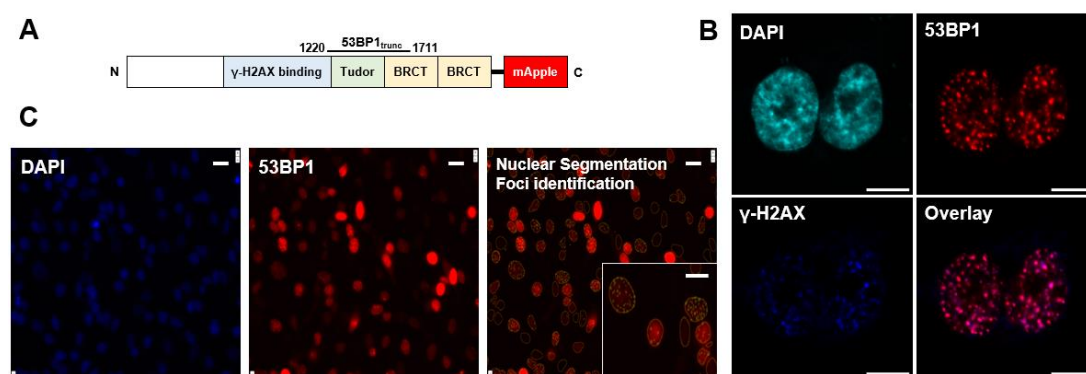 A
53BP1trunc
1220 1711
N γ-H2AX binding Tudor BRCT BRCT mApple C
B
DAPI 53BP1
γ-H2AX Overlay
C
DAPI 53BP1 Nuclear Segmentation
Foci identification